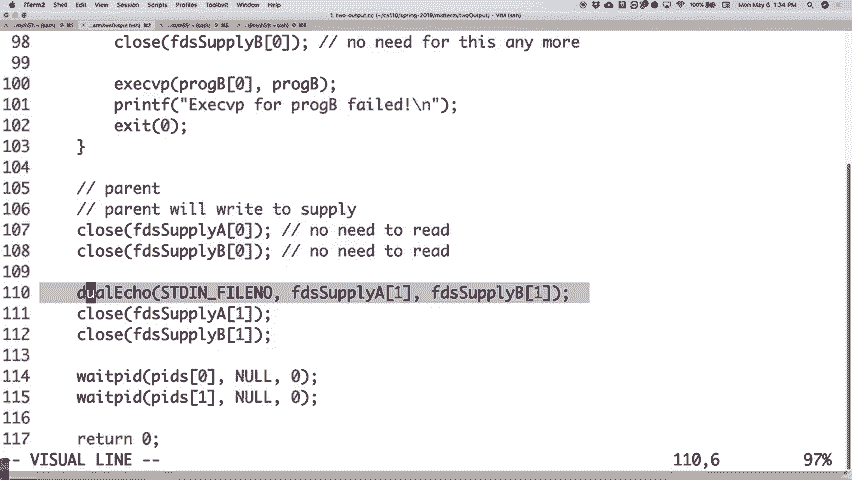 iTerm2 Shell Edit View Session Scripts Profiles Toolbelt Window Help 100% Mon May 6 1:34 PM
98         close(fdsSupplyB[0]); // no need for this any more
99
100         execvp(progB[0], progB);
101         printf("Execvp for progB failed!\n");
102         exit(0);
103     }
104
105     // parent
106     // parent will write to supply
107     close(fdsSupplyA[0]); // no need to read
108     close(fdsSupplyB[0]); // no need to read
109
110     dualEcho(STDIN_FILENO, fdsSupplyA[1], fdsSupplyB[1]);
111     close(fdsSupplyA[1]);
112     close(fdsSupplyB[1]);
113
114     waitpid(pids[0], NULL, 0);
115     waitpid(pids[1], NULL, 0);
116
117     return 0;
-- VISUAL LINE -- 110,6 97%